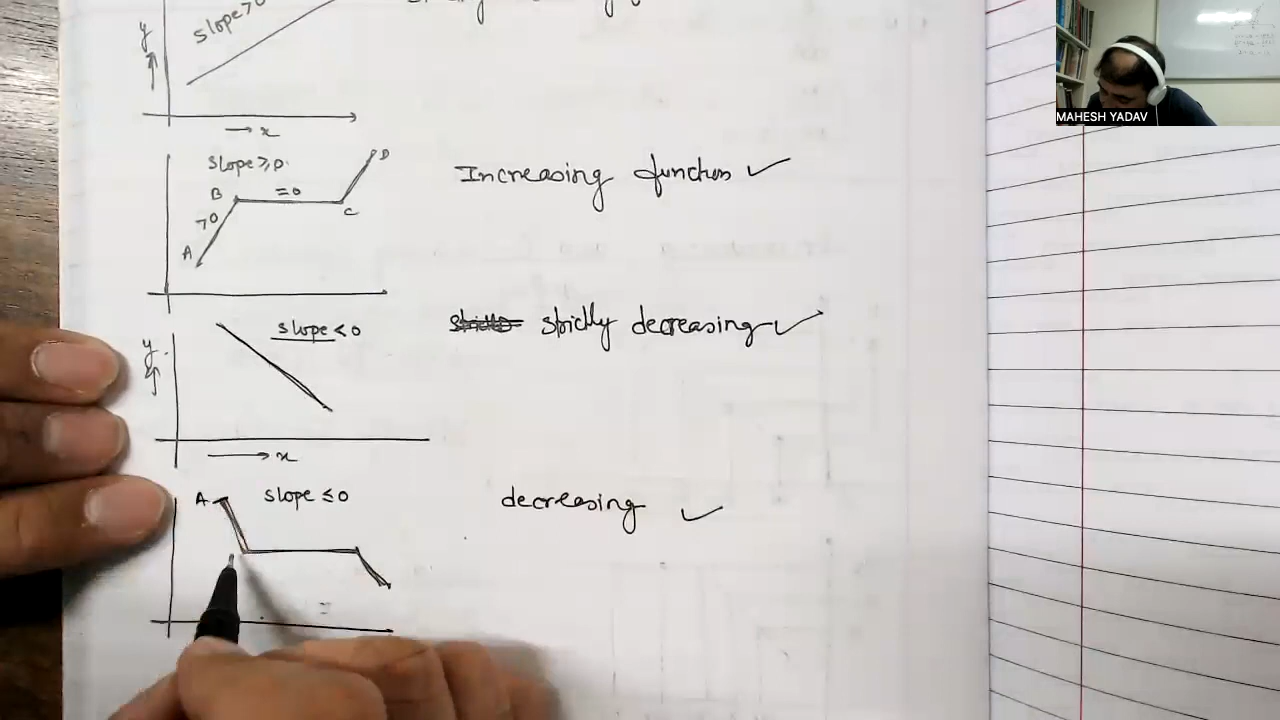 slope>0
y
x
MAHESH YADAV
slope≥0
B =0 D
>0 C
A
Increasing function ✓
slope<0
y
x
strictly decreasing ✓
A slope ≤ 0
decreasing ✓